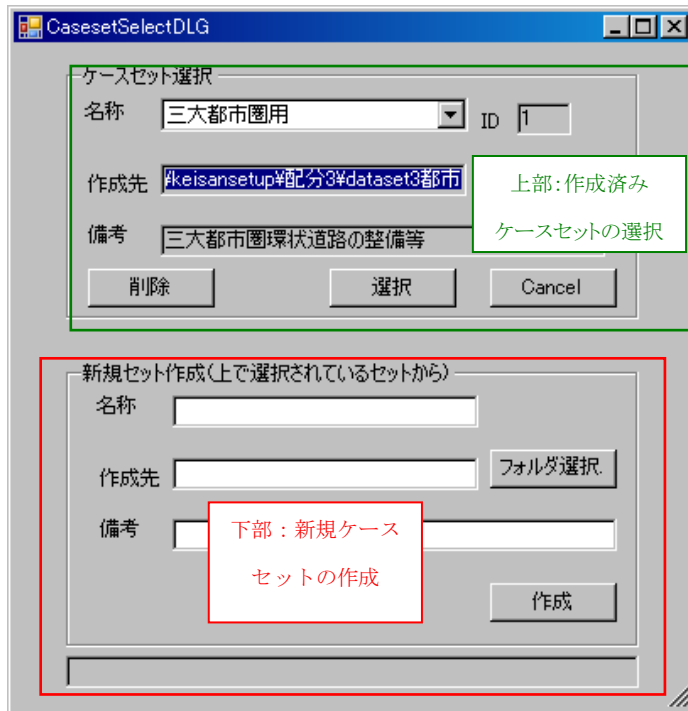 CasesetSelectDLG
ケースセット選択
名称 三大都市圏用 ID 1
作成先 ¥keisansetup¥配分3¥dataset3都市
上部：作成済み
ケースセットの選択
備考 三大都市圏環状道路の整備等
削除 選択 Cancel
新規セット作成(上で選択されているセットから)
名称
作成先 フォルダ選択.
備考
下部：新規ケース
セットの作成
作成